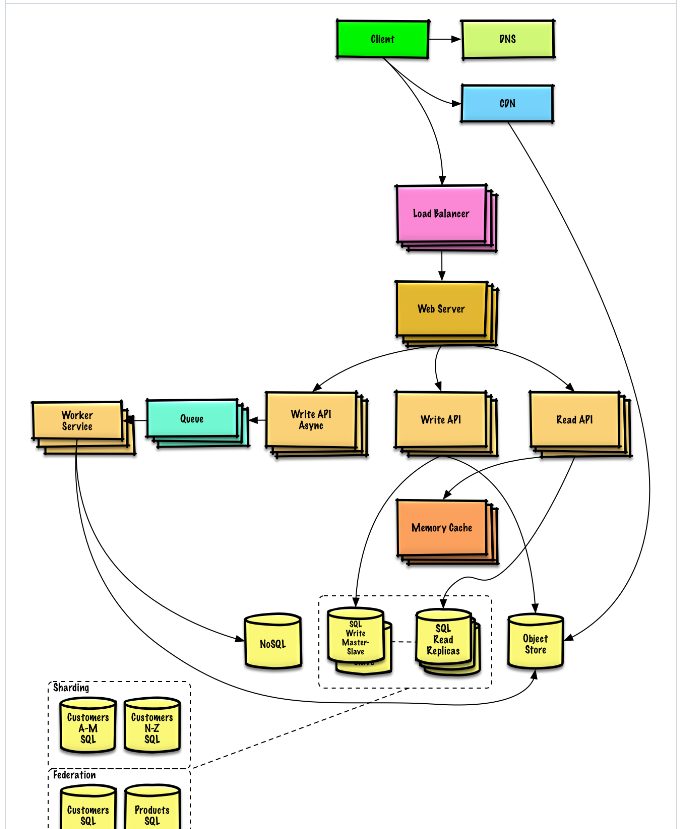 Client
DNS
CDN
Load Balancer
Web Server
Worker
Service
Queue
Write API
Async
Write API
Read API
Memory Cache
NoSQL
SQL
Write
Master-
Slave
SQL
Read
Replicas
Object
Store
Sharding
Customers
A-M
SQL
Customers
N-Z
SQL
Federation
Customers
SQL
Products
SQL